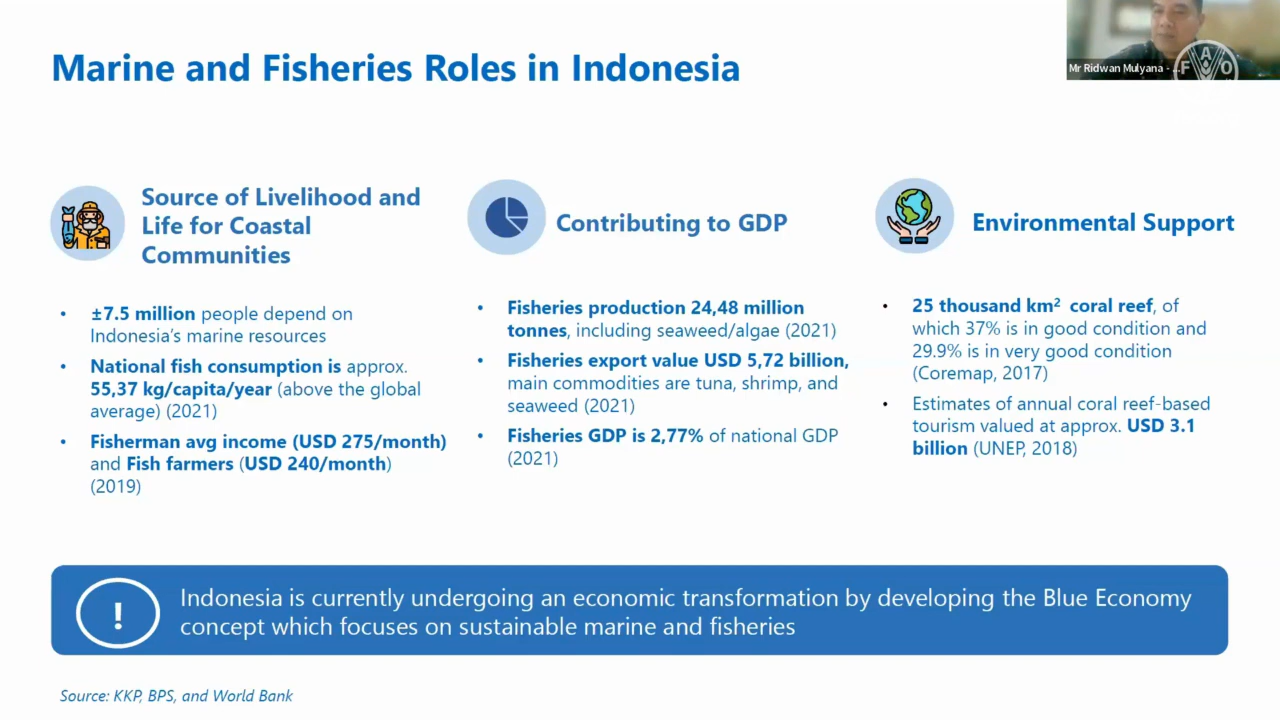 Marine and Fisheries Roles in Indonesia
Mr Ridwan Mulyana - ...
F A O
Source of Livelihood and
Life for Coastal
Communities
• ±7.5 million people depend on
Indonesia’s marine resources
• National fish consumption is approx.
55,37 kg/capita/year (above the global
average) (2021)
• Fisherman avg income (USD 275/month)
and Fish farmers (USD 240/month)
(2019)
Contributing to GDP
• Fisheries production 24,48 million
tonnes, including seaweed/algae (2021)
• Fisheries export value USD 5,72 billion,
main commodities are tuna, shrimp, and
seaweed (2021)
• Fisheries GDP is 2,77% of national GDP
(2021)
Environmental Support
• 25 thousand km² coral reef, of
which 37% is in good condition and
29.9% is in very good condition
(Coremap, 2017)
• Estimates of annual coral reef-based
tourism valued at approx. USD 3.1
billion (UNEP, 2018)
! Indonesia is currently undergoing an economic transformation by developing the Blue Economy
concept which focuses on sustainable marine and fisheries
Source: KKP, BPS, and World Bank